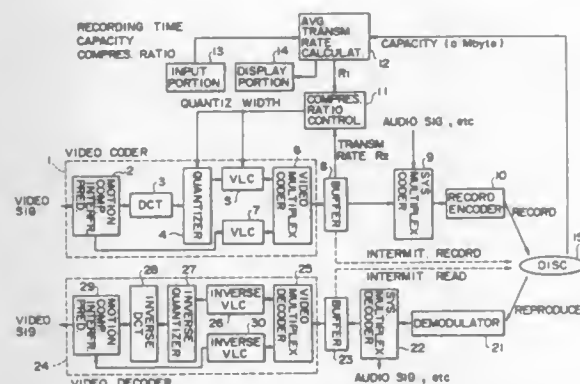 RECORDING TIME
CAPACITY
COMPRES. RATIO
13
14
AVG
TRANSM
RATE
CALCULAT.
12
CAPACITY (a Mbyte)
INPUT
PORTION
DISPLAY
PORTION
R1
11
QUANTIZ WIDTH
COMPRES.
RATIO
CONTROL
AUDIO SIG, etc
TRANSM
RATE R2
1
VIDEO CODER
2
3
6
8
9
10
VIDEO
SIG
MOTION
COMP
INTERFR.
PRED
DCT
QUANTIZER
4
VLC
5
7
VLC
VIDEO
MULTIPLEX
CODER
BUFFER
SYS
MULTIPLEX
CODER
RECORD
ENCODER
RECORD
INTERMIT. RECORD
15
DISC
INTERMIT READ
28
27
25
29
VIDEO
SIG
MOTION
COMP
INTERFR.
PRED
INVERSE
DCT
INVERSE
QUANTIZER
INVERSE
VLC
26
30
INVERSE
VLC
VIDEO
MULTIPLEX
DECODER
BUFFER
23
SYS
MULTIPLEX
DECODER
22
DEMODULATOR
21
REPRODUCE
24
VIDEO DECODER
AUDIO SIG, etc